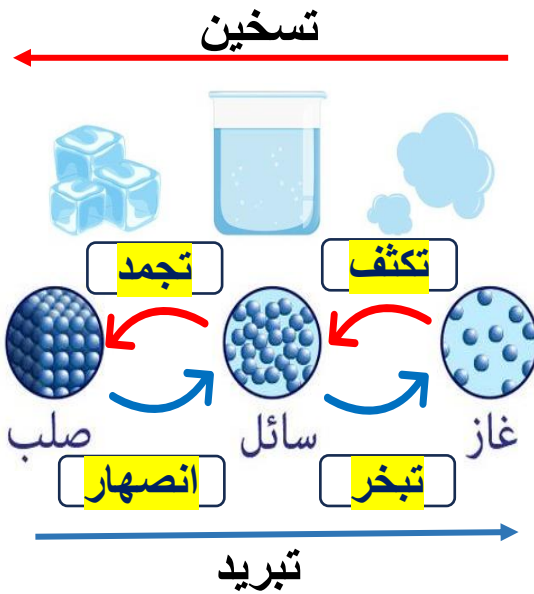 تسخين
تكثف
تجمد
غاز
سائل
صلب
تبخر
انصهار
تبريد